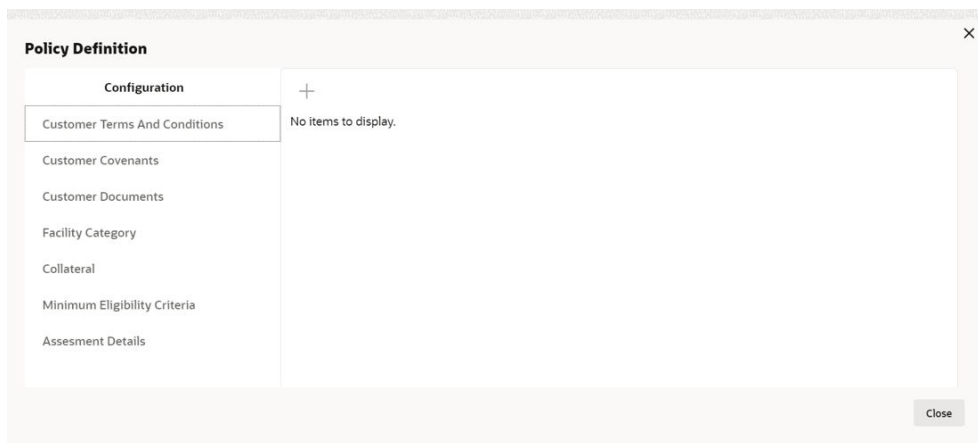 Policy Definition
Configuration
Customer Terms And Conditions
Customer Covenants
Customer Documents
Facility Category
Collateral
Minimum Eligibility Criteria
Assesment Details
No items to display.
Close